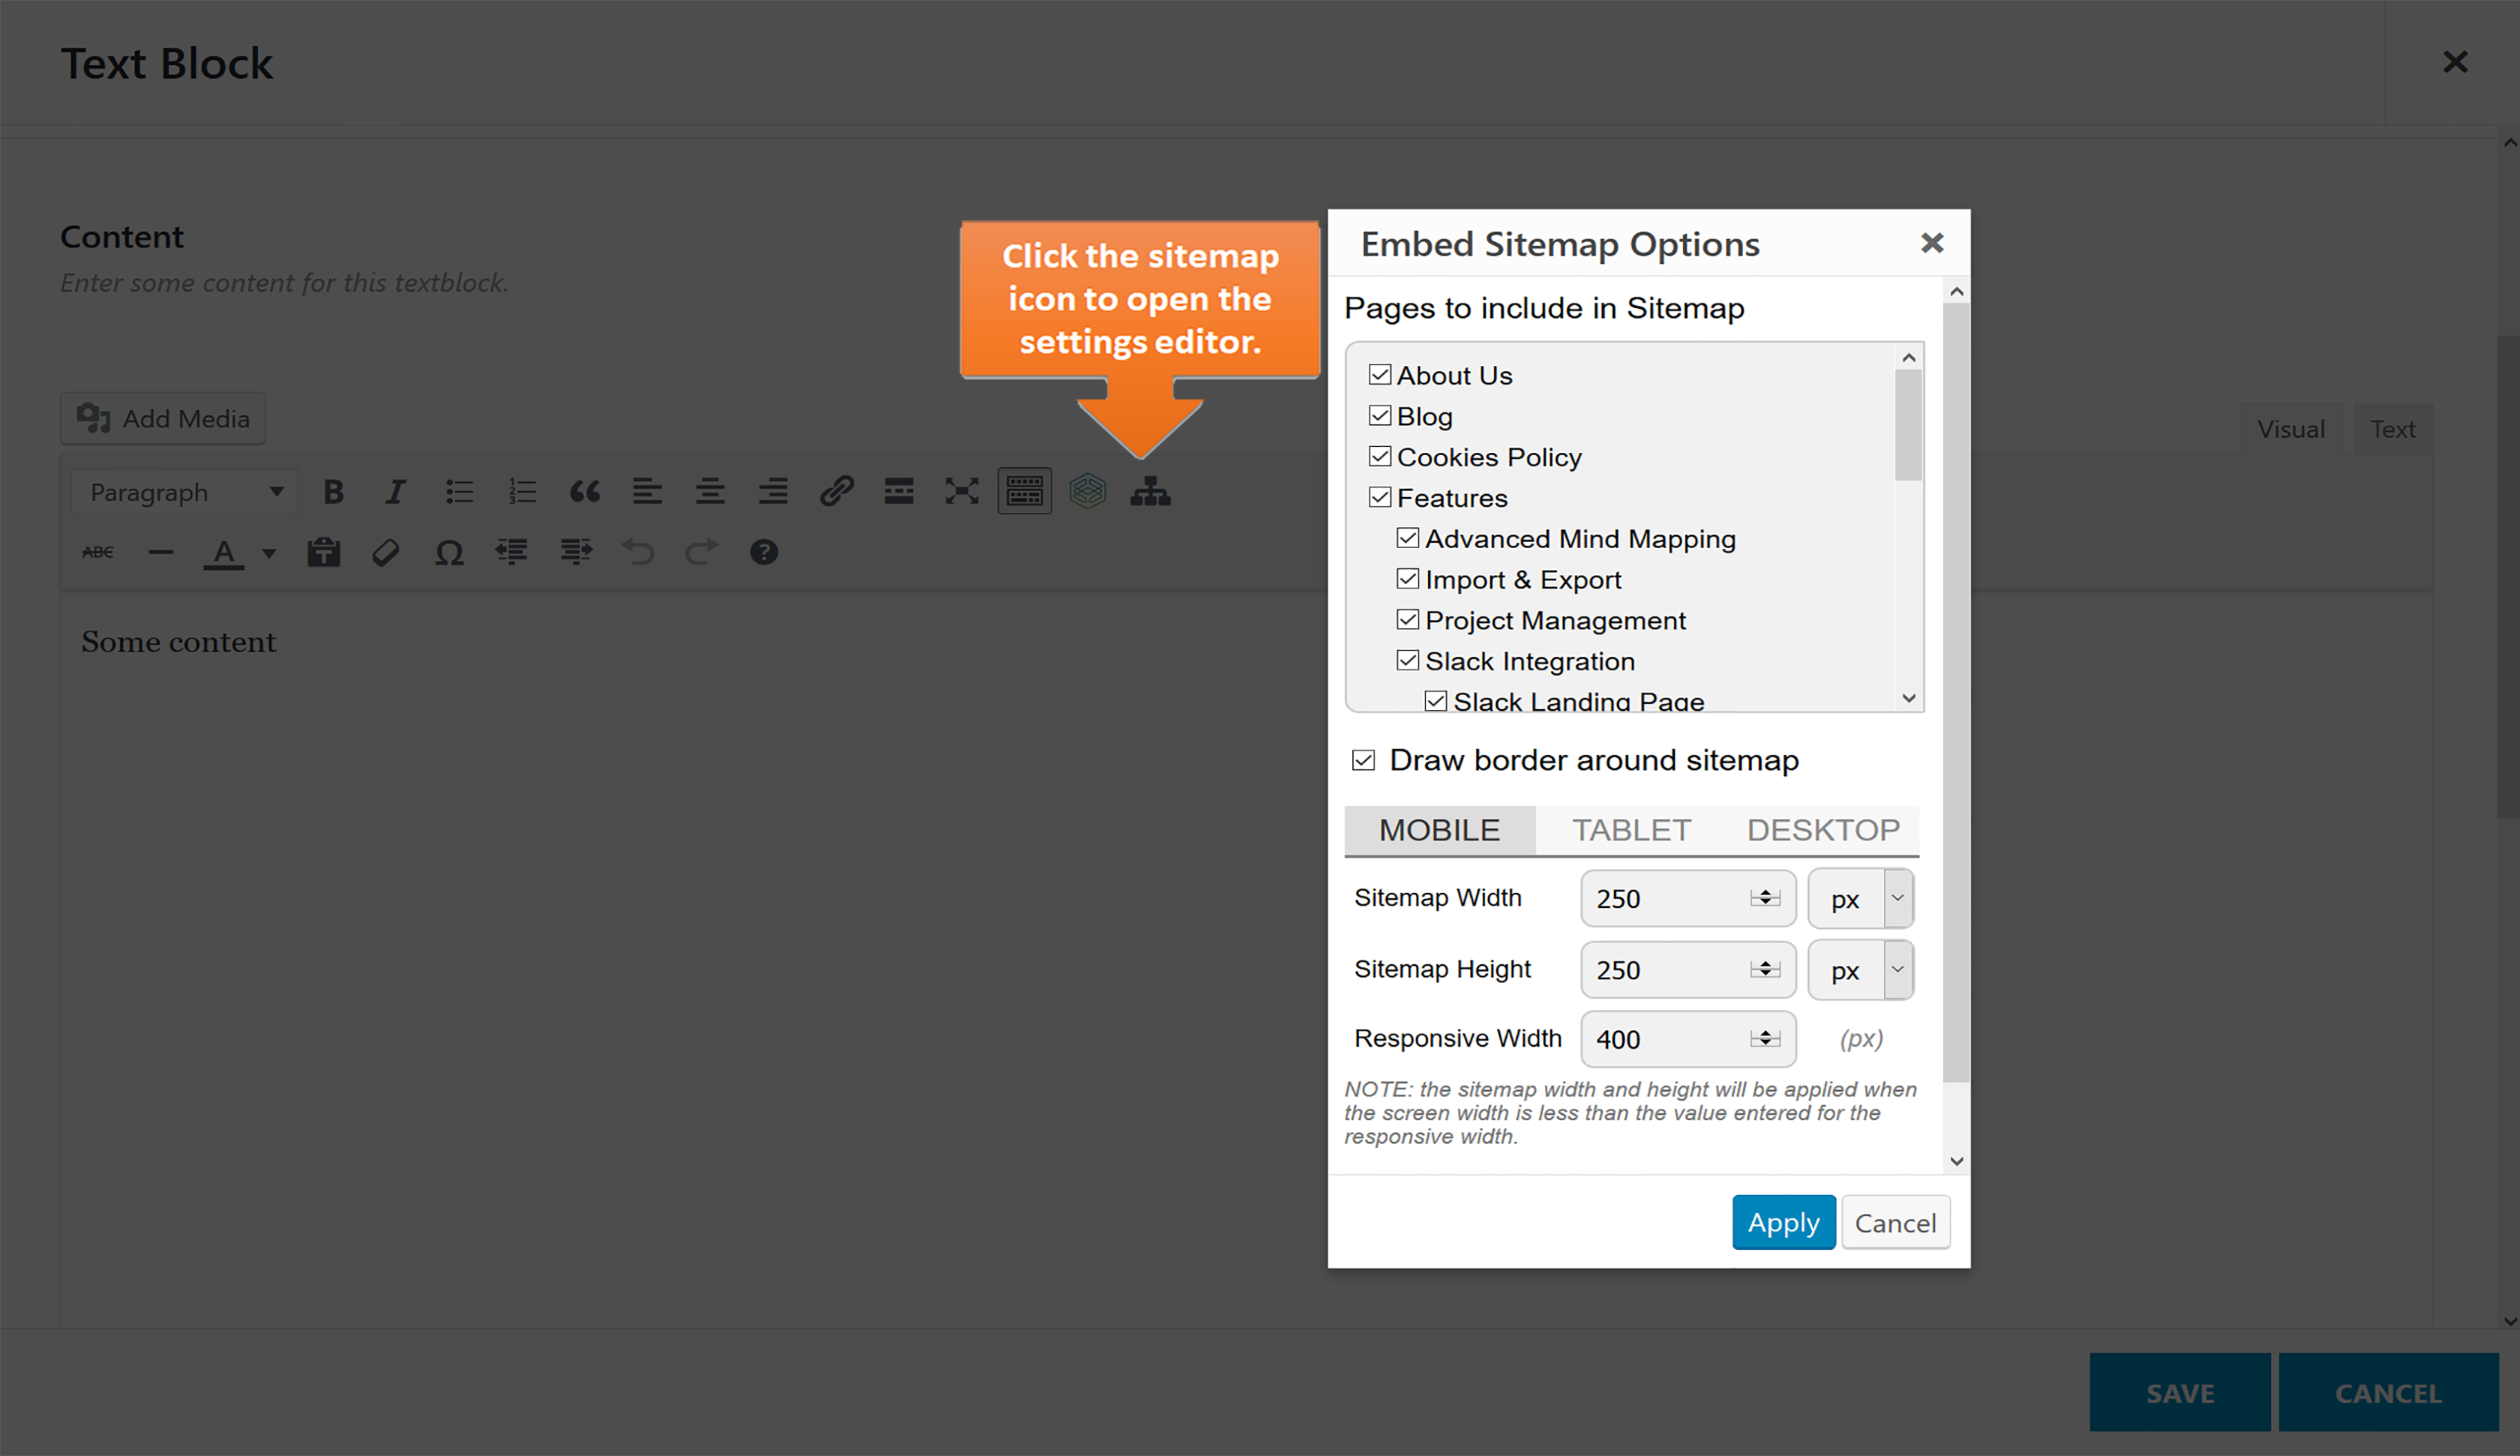 Text Block
Content
Enter some content for this textblock.
Click the sitemap
icon to open the
settings editor.
Add Media
Visual
Text
Paragraph
B
I
1
2
3
ABC
A
T
Ω
?
Some content
Embed Sitemap Options
Pages to include in Sitemap
About Us
Blog
Cookies Policy
Features
Advanced Mind Mapping
Import & Export
Project Management
Slack Integration
Slack Landing Page
Draw border around sitemap
MOBILE TABLET DESKTOP
Sitemap Width 250 px
Sitemap Height 250 px
Responsive Width 400 (px)
NOTE: the sitemap width and height will be applied when
the screen width is less than the value entered for the
responsive width.
Apply Cancel
SAVE CANCEL